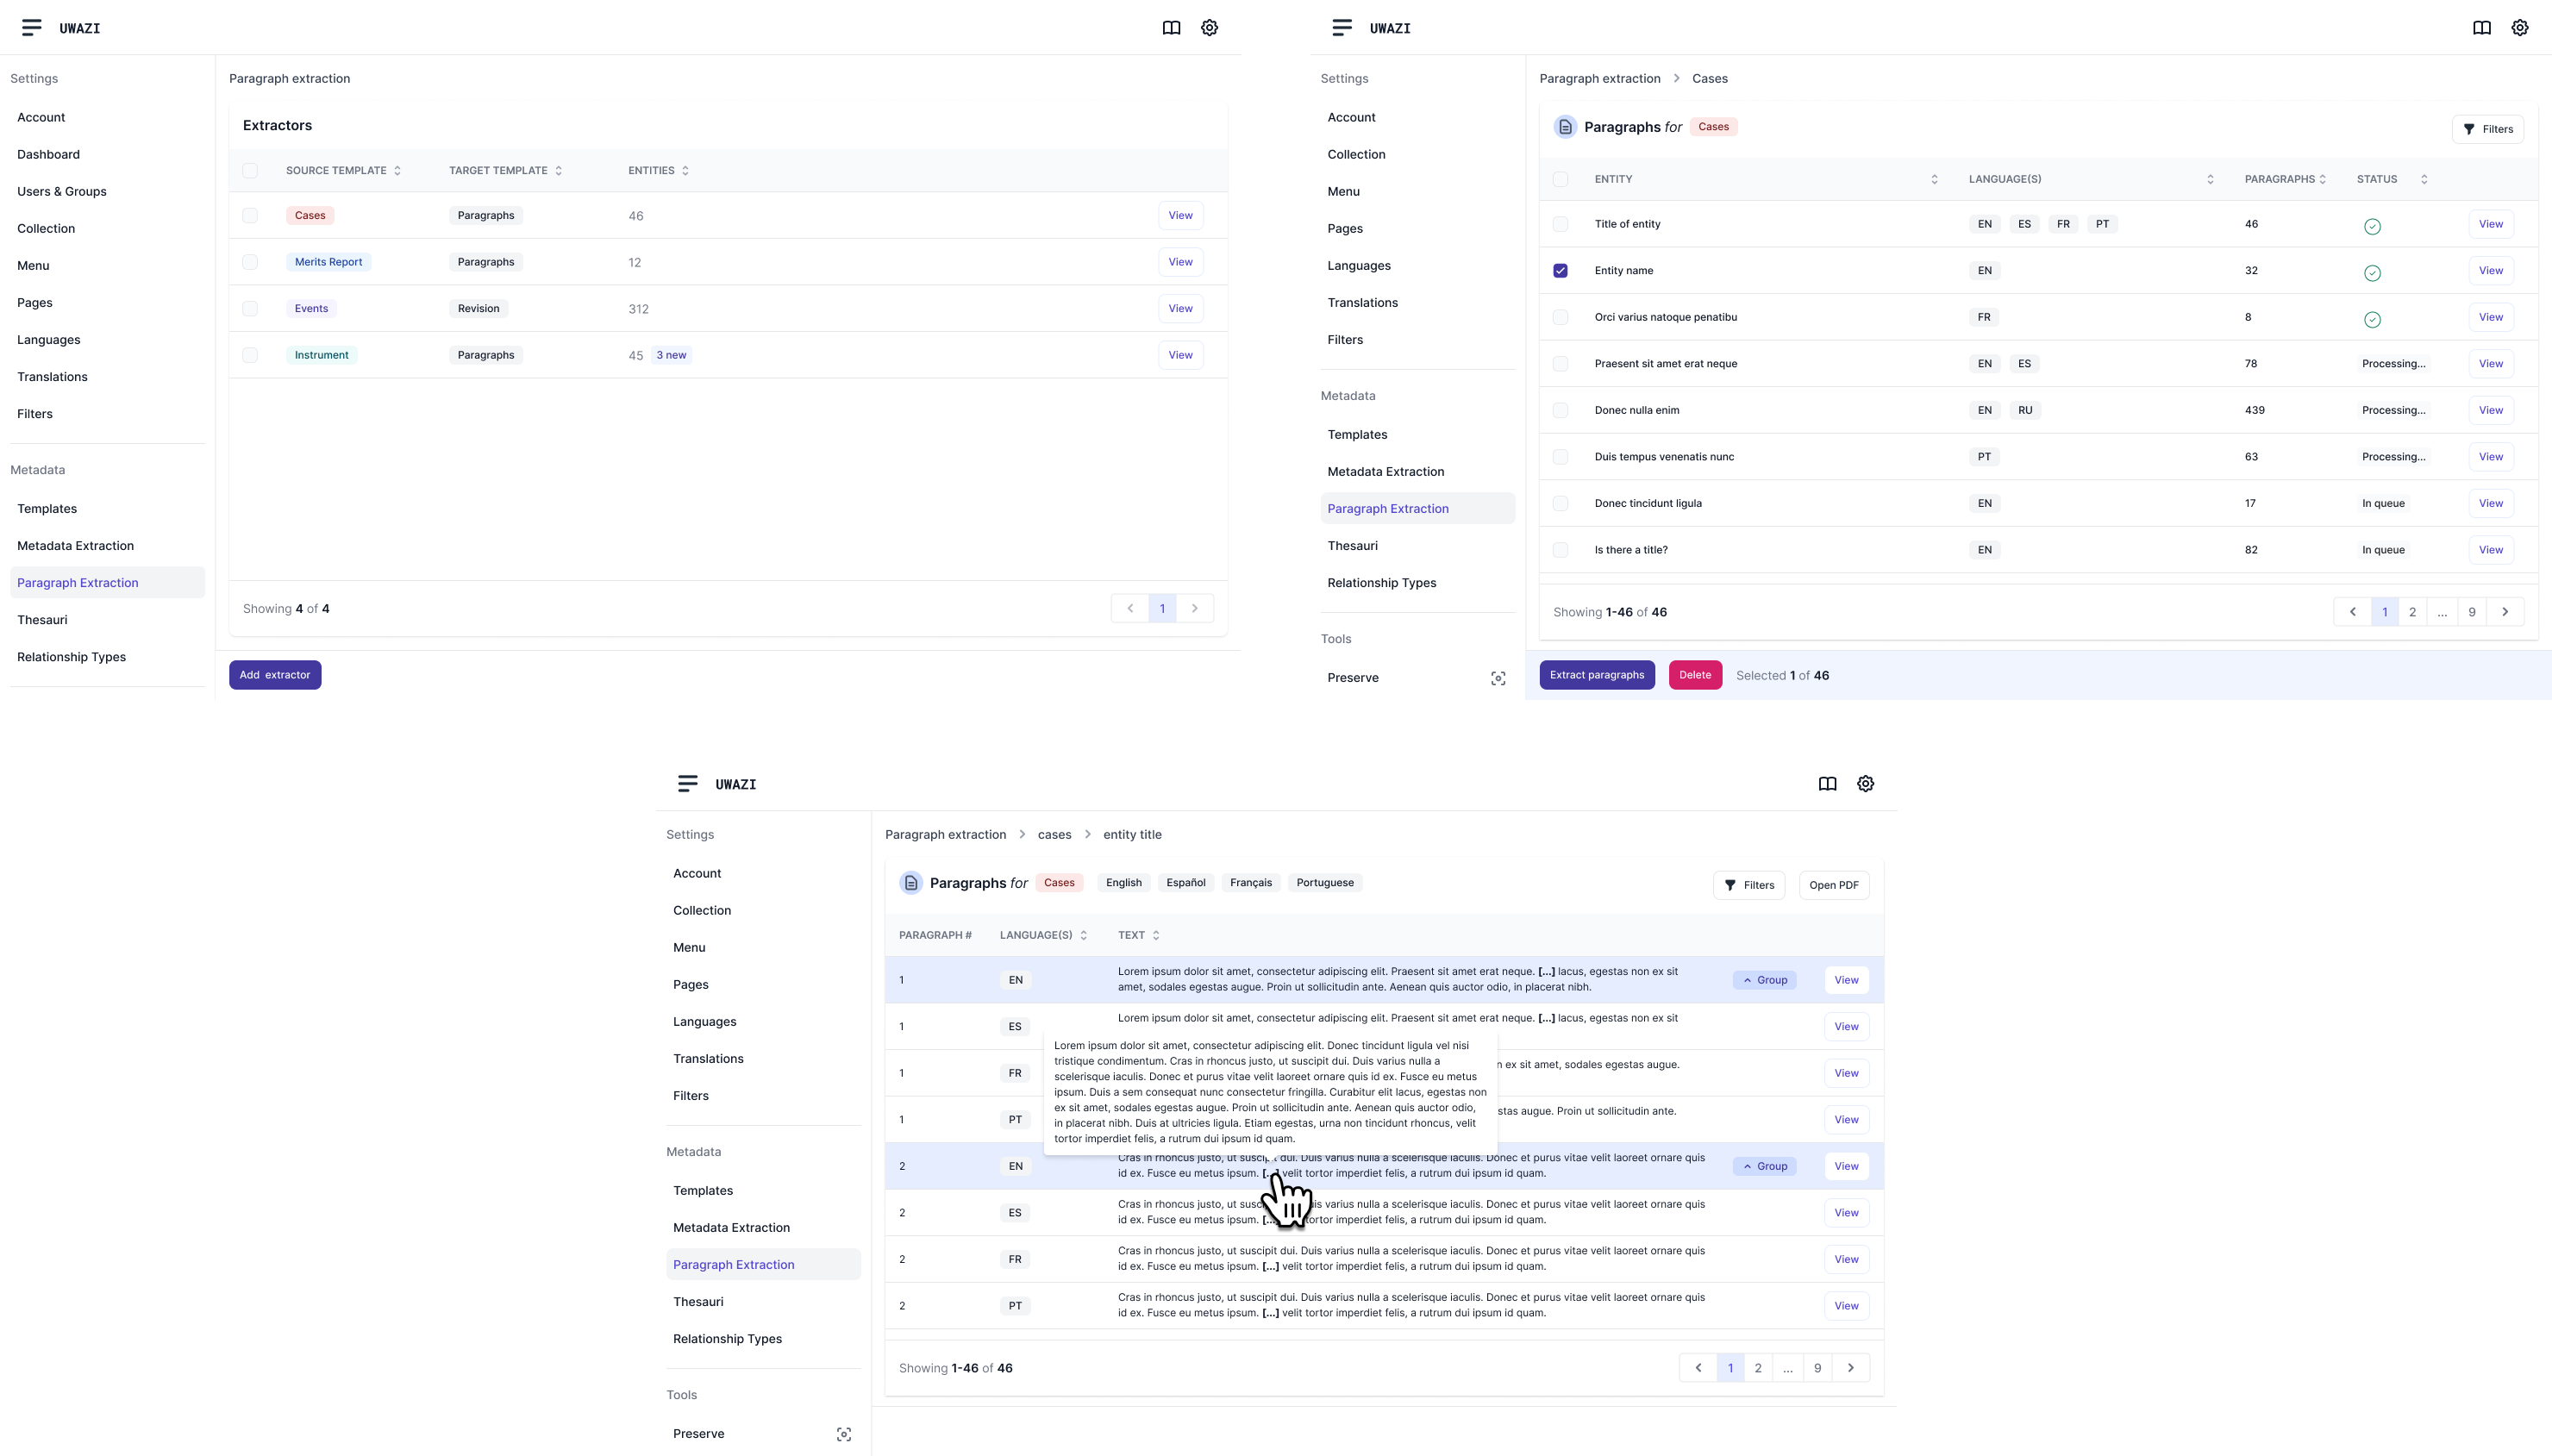 UWAZI
Settings
Account
Dashboard
Users & Groups
Collection
Menu
Pages
Languages
Translations
Filters
Metadata
Templates
Metadata Extraction
Paragraph Extraction
Thesauri
Relationship Types
Paragraph extraction
Extractors
SOURCE TEMPLATE TARGET TEMPLATE ENTITIES
Cases Paragraphs 46 View
Merits Report Paragraphs 12 View
Events Revision 312 View
Instrument Paragraphs 45 3 new View
Showing 4 of 4
1
Add extractor
UWAZI
Settings
Account
Collection
Menu
Pages
Languages
Translations
Filters
Metadata
Templates
Metadata Extraction
Paragraph Extraction
Thesauri
Relationship Types
Tools
Preserve
Paragraph extraction > Cases
Paragraphs for Cases
Filters
ENTITY LANGUAGE(S) PARAGRAPHS STATUS
Title of entity EN ES FR PT 46 View
Entity name EN 32 View
Orci varius natoque penatibu FR 8 View
Praesent sit amet erat neque EN ES 78 Processing... View
Donec nulla enim EN RU 439 Processing... View
Duis tempus venenatis nunc PT 63 Processing... View
Donec tincidunt ligula EN 17 In queue View
Is there a title? EN 82 In queue View
Showing 1-46 of 46
1 2 ... 9
Extract paragraphs Delete Selected 1 of 46
UWAZI
Settings
Account
Collection
Menu
Pages
Languages
Translations
Filters
Metadata
Templates
Metadata Extraction
Paragraph Extraction
Thesauri
Relationship Types
Tools
Preserve
Paragraph extraction > cases > entity title
Paragraphs for Cases English Español Français Portuguese
Filters Open PDF
PARAGRAPH # LANGUAGE(S) TEXT
1 EN Lorem ipsum dolor sit amet, consectetur adipiscing elit. Praesent sit amet erat neque. [...] lacus, egestas non ex sit
amet, sodales egestas augue. Proin ut sollicitudin ante. Aenean quis auctor odio, in placerat nibh. Group View
1 ES Lorem ipsum dolor sit amet, consectetur adipiscing elit. Praesent sit amet erat neque. [...] lacus, egestas non ex sit View
1 FR ex sit amet, sodales egestas augue. View
1 PT augue. Proin ut sollicitudin ante. View
Lorem ipsum dolor sit amet, consectetur adipiscing elit. Donec tincidunt ligula vel nisi
tristique condimentum. Cras in rhoncus justo, ut suscipit dui. Duis varius nulla a
scelerisque iaculis. Donec et purus vitae velit laoreet ornare quis id ex. Fusce eu metus
ipsum. Duis a sem consequat nunc consectetur fringilla. Curabitur elit lacus, egestas non
ex sit amet, sodales egestas augue. Proin ut sollicitudin ante. Aenean quis auctor odio,
in placerat nibh. Duis at ultricies ligula. Etiam egestas, urna non tincidunt rhoncus, velit
tortor imperdiet felis, a rutrum dui ipsum id quam.
2 EN Cras in rhoncus justo, ut suscipit dui. Duis varius nulla a scelerisque iaculis. Donec et purus vitae velit laoreet ornare quis
id ex. Fusce eu metus ipsum. velit tortor imperdiet felis, a rutrum dui ipsum id quam. Group View
2 ES Cras in rhoncus justo, ut varius nulla a scelerisque iaculis. Donec et purus vitae velit laoreet ornare quis
id ex. Fusce eu metus ipsum. tortor imperdiet felis, a rutrum dui ipsum id quam. View
2 FR Cras in rhoncus justo, ut suscipit dui. Duis varius nulla a scelerisque iaculis. Donec et purus vitae velit laoreet ornare quis
id ex. Fusce eu metus ipsum. [...] velit tortor imperdiet felis, a rutrum dui ipsum id quam. View
2 PT Cras in rhoncus justo, ut suscipit dui. Duis varius nulla a scelerisque iaculis. Donec et purus vitae velit laoreet ornare quis
id ex. Fusce eu metus ipsum. [...] velit tortor imperdiet felis, a rutrum dui ipsum id quam. View
Showing 1-46 of 46
1 2 ... 9